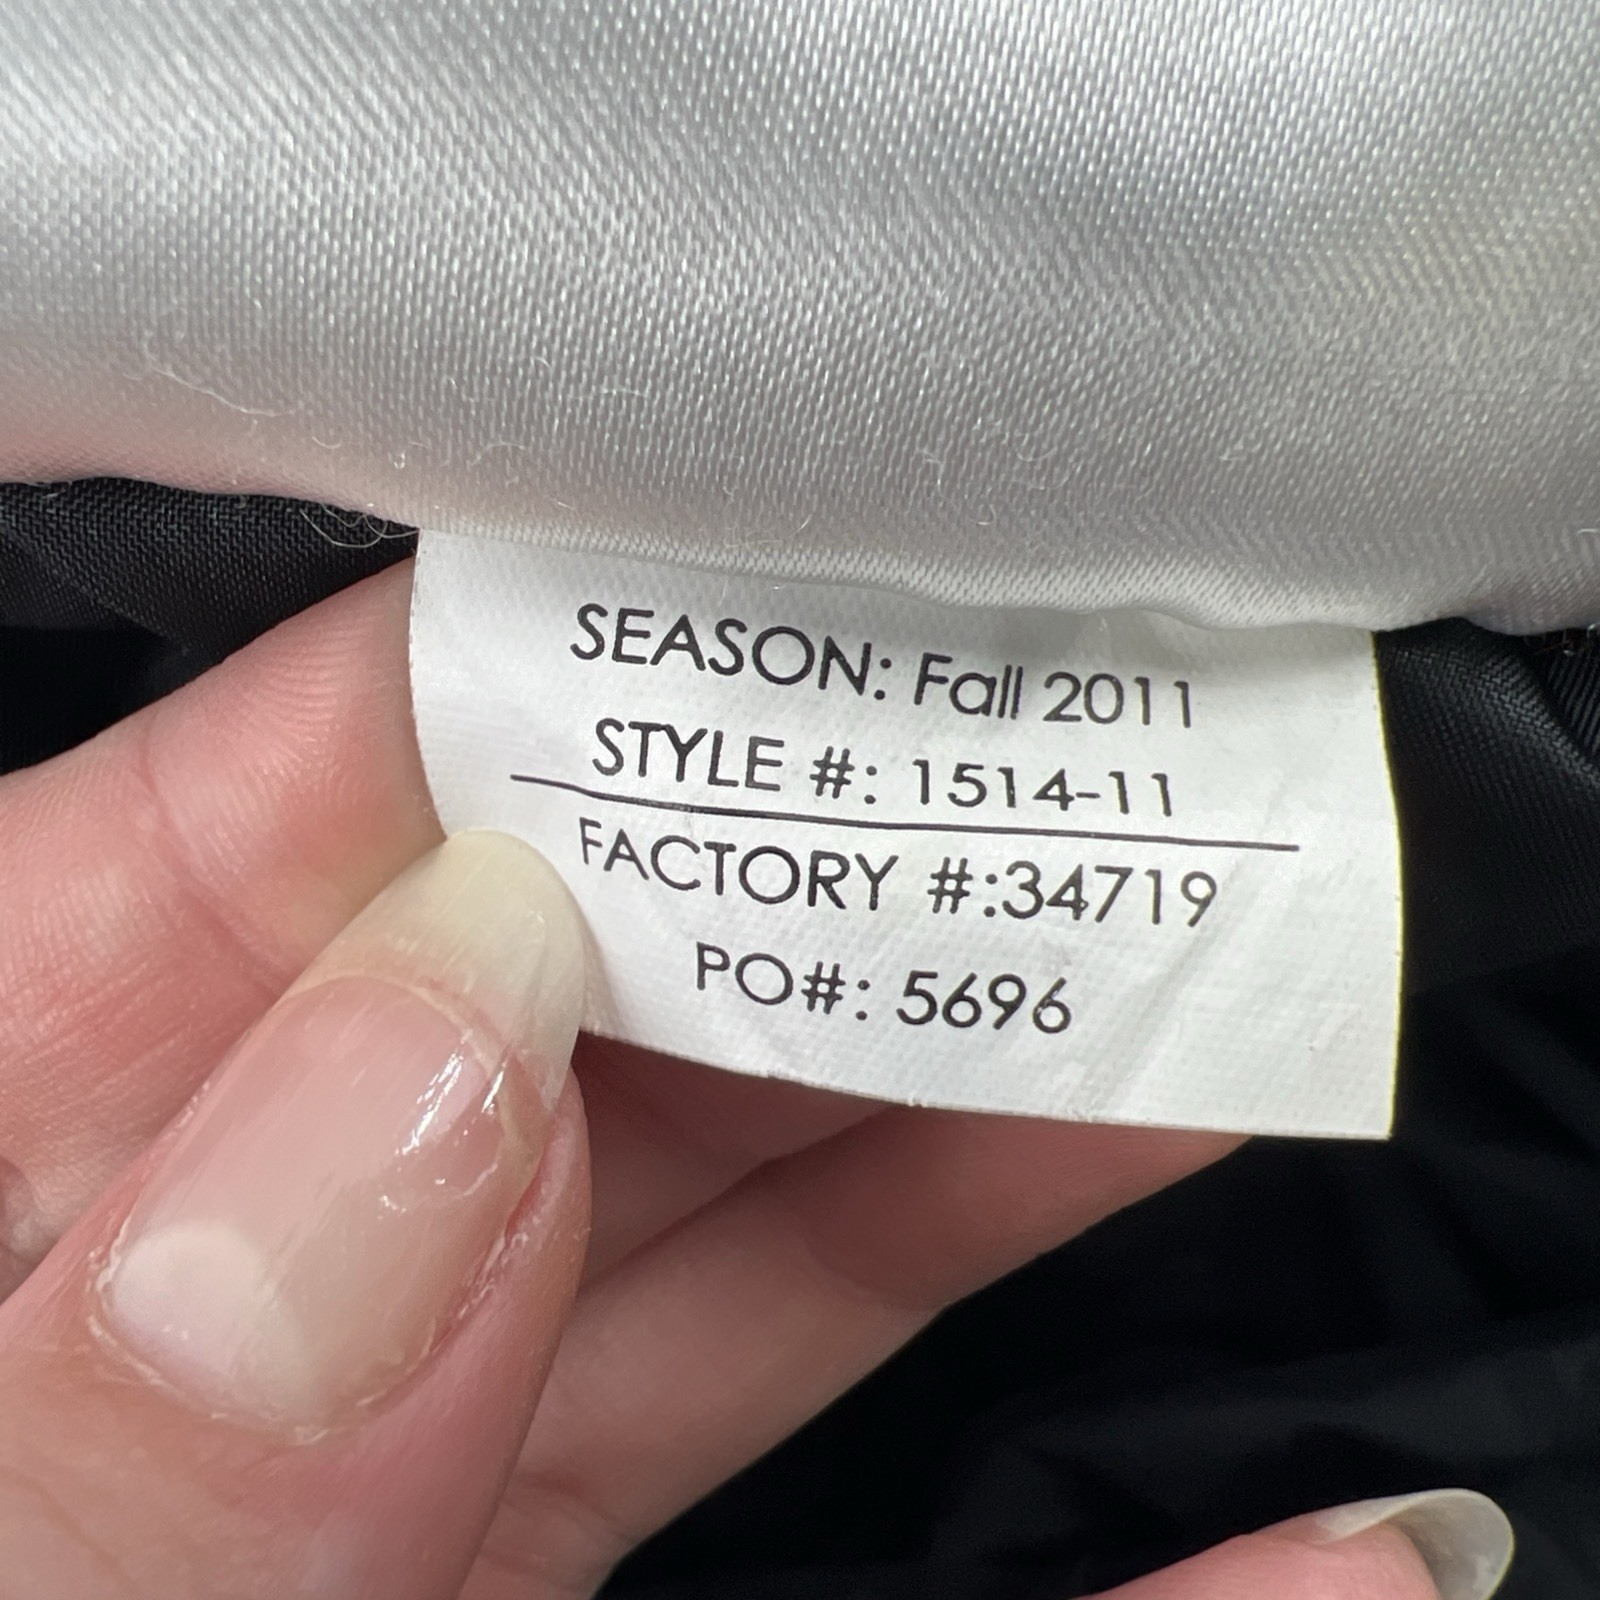 SEASON: Fall 2011
STYLE #: 1514-11
FACTORY #:34719
PO#: 5696